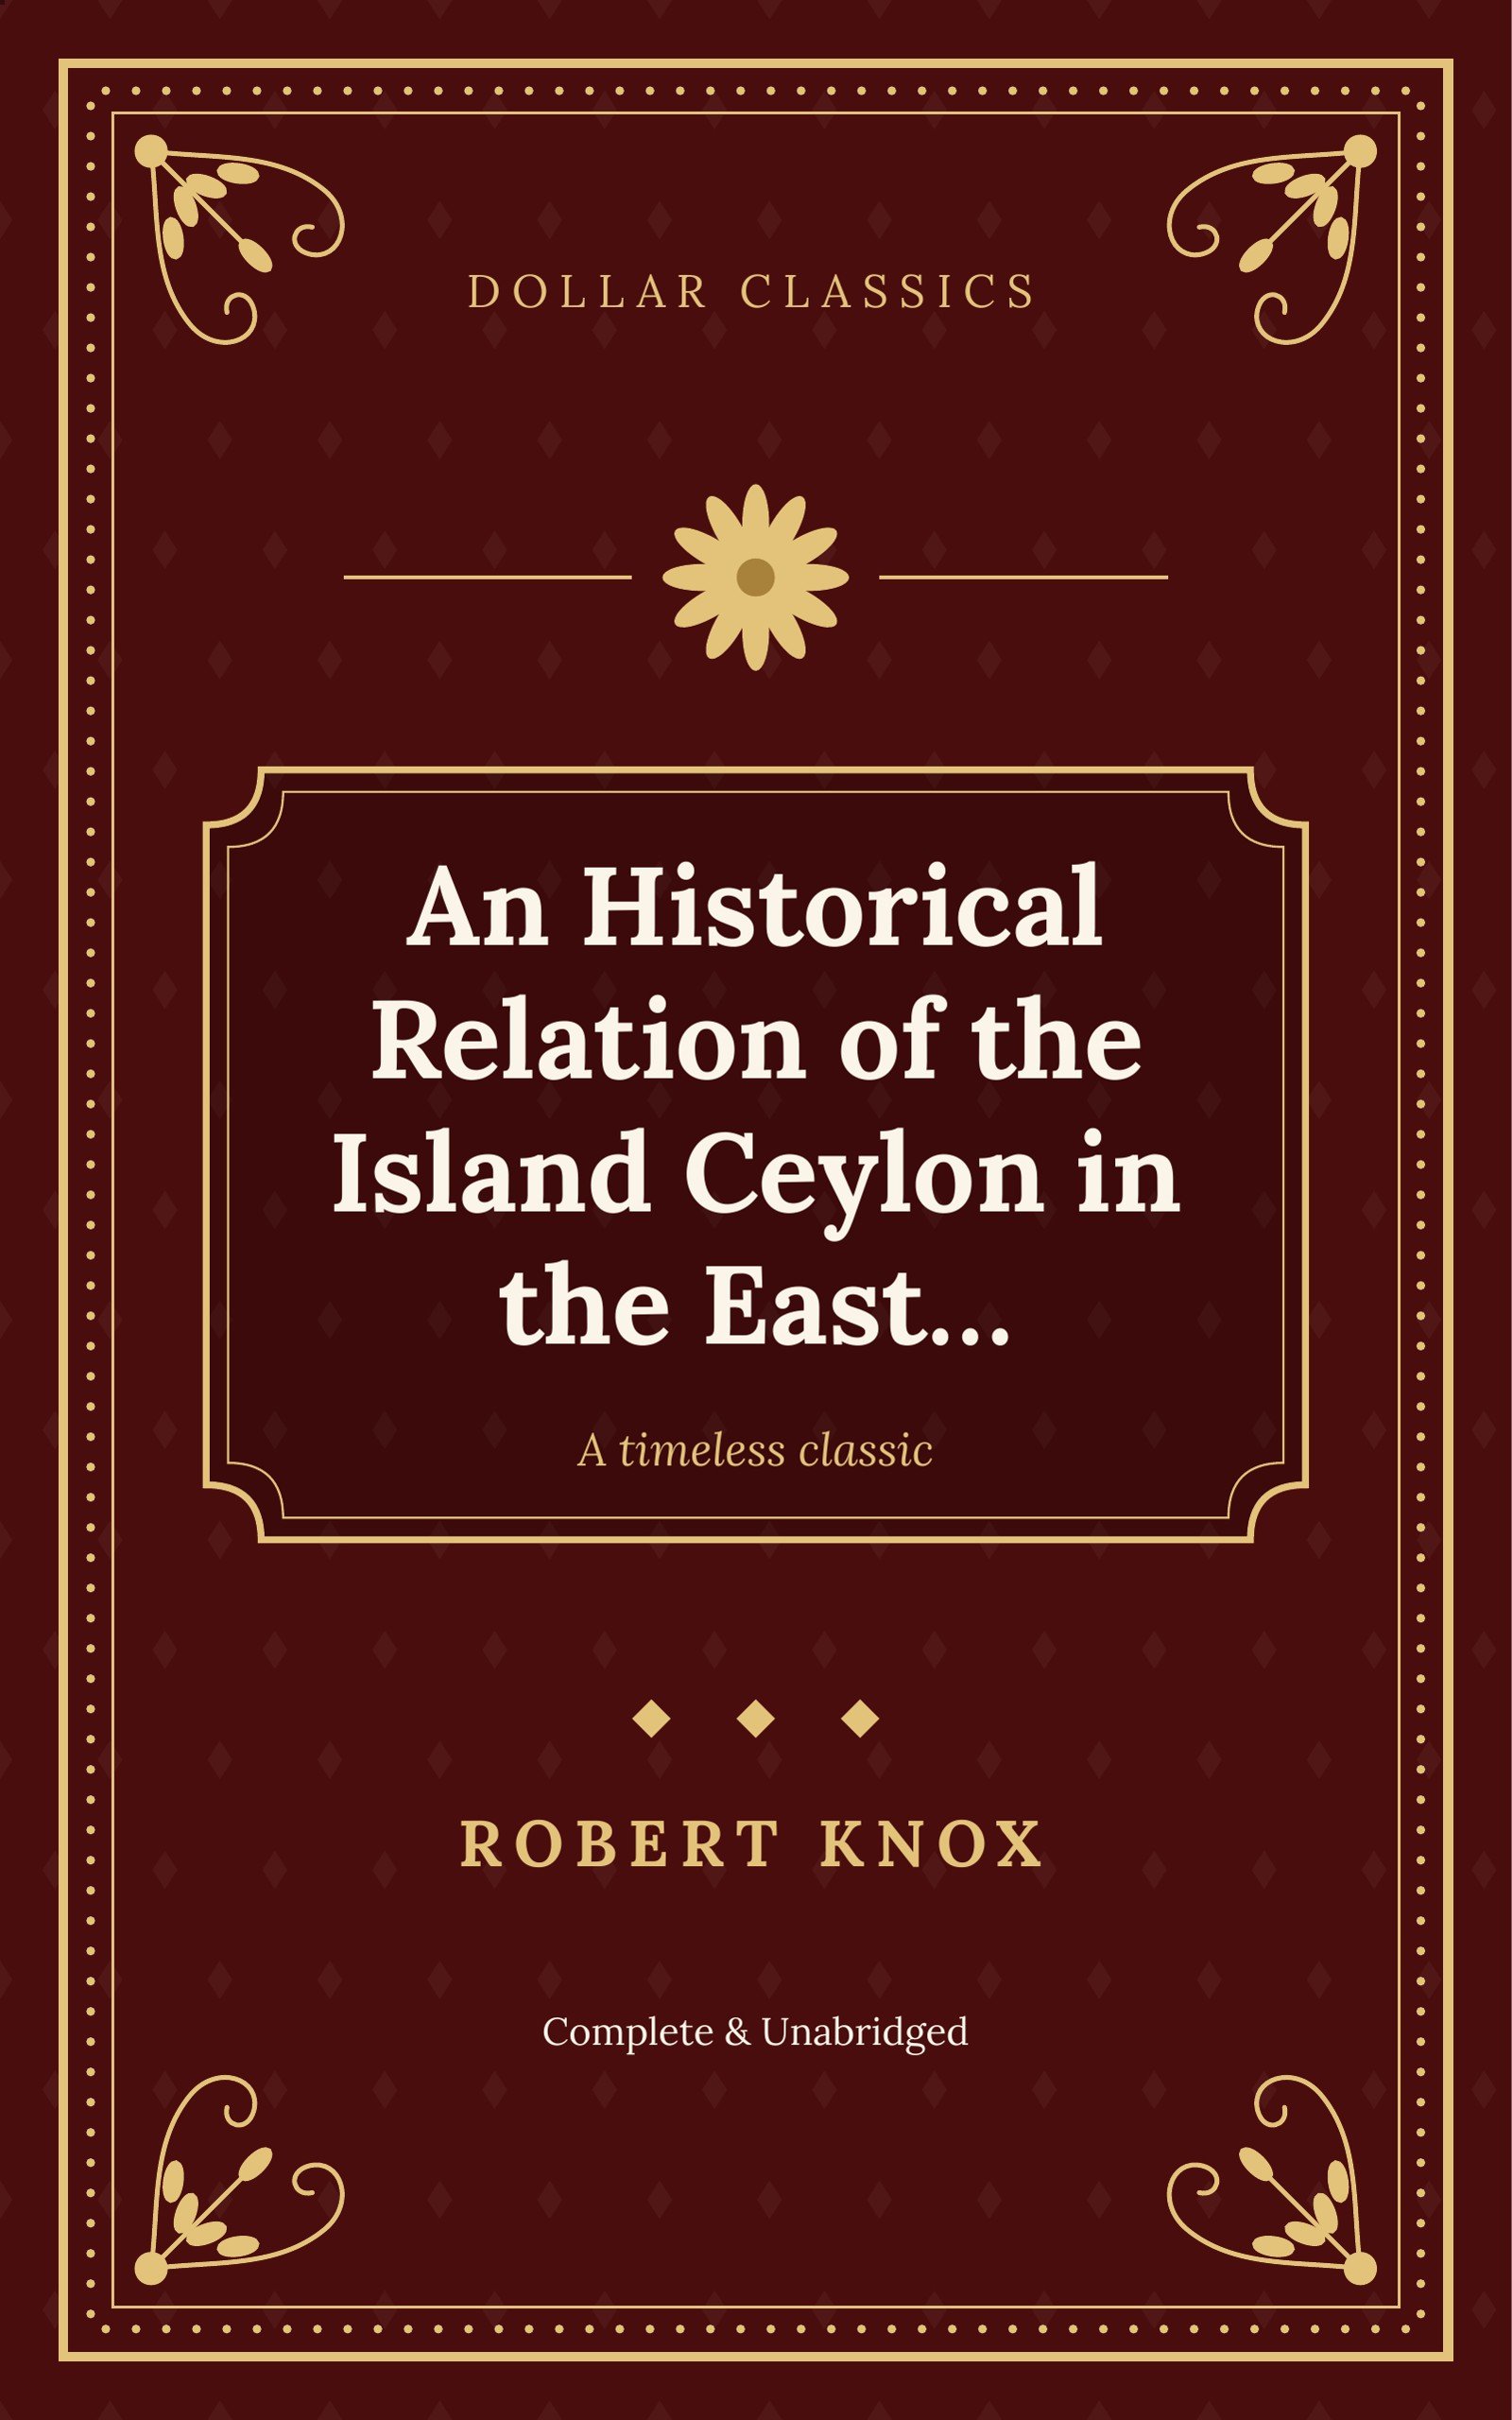 DOLLAR CLASSICS
An Historical
Relation of the
Island Ceylon in
the East...
A timeless classic
ROBERT KNOX
Complete & Unabridged